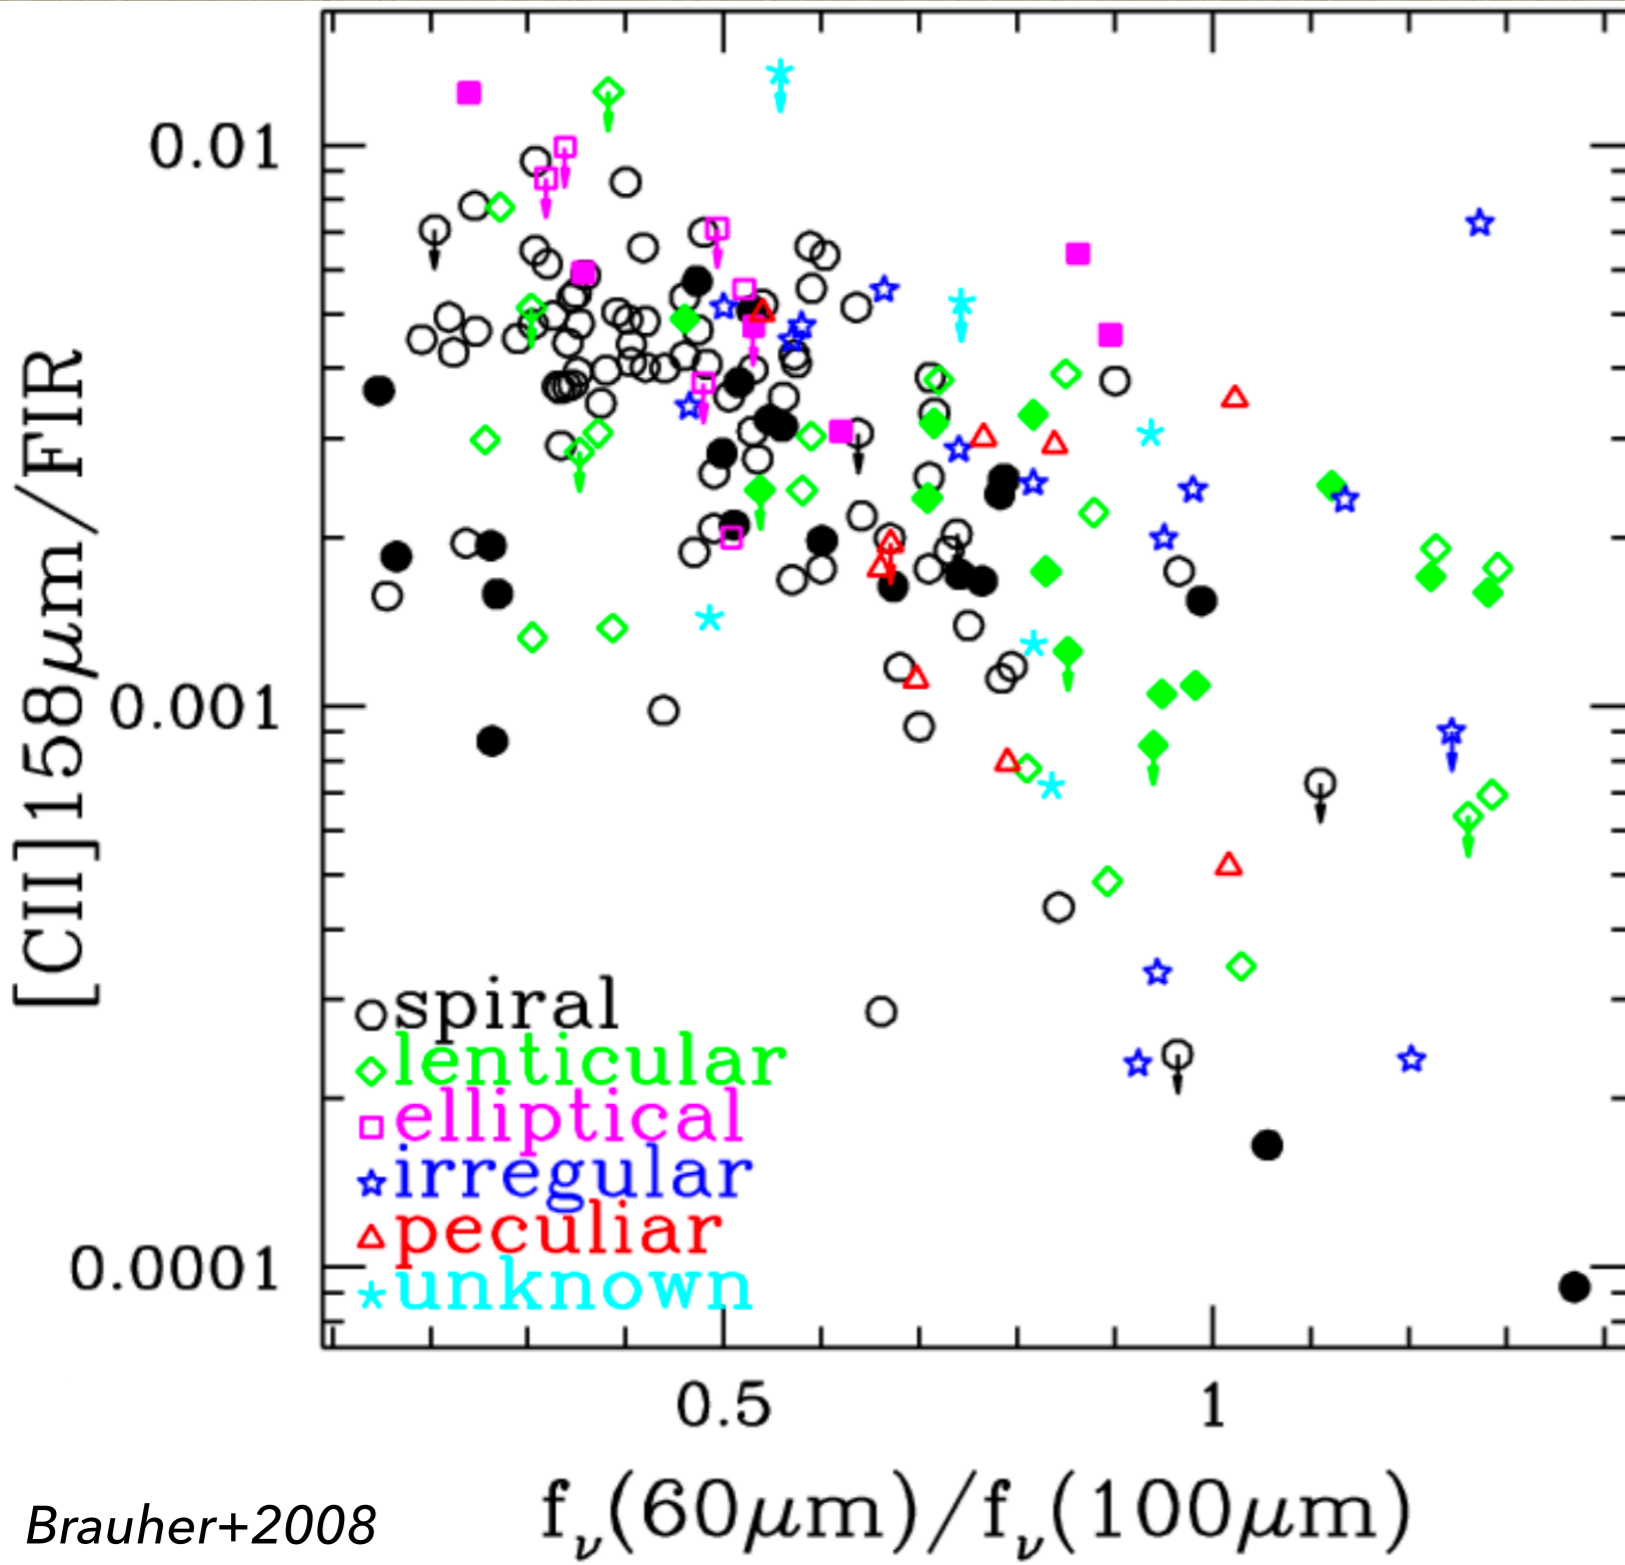 0.01
0.001
0.0001
[CII]158μm/FIR
spiral
lenticular
elliptical
irregular
peculiar
unknown
0.5 1
fν(60μm)/fν(100μm)
Brauher+2008